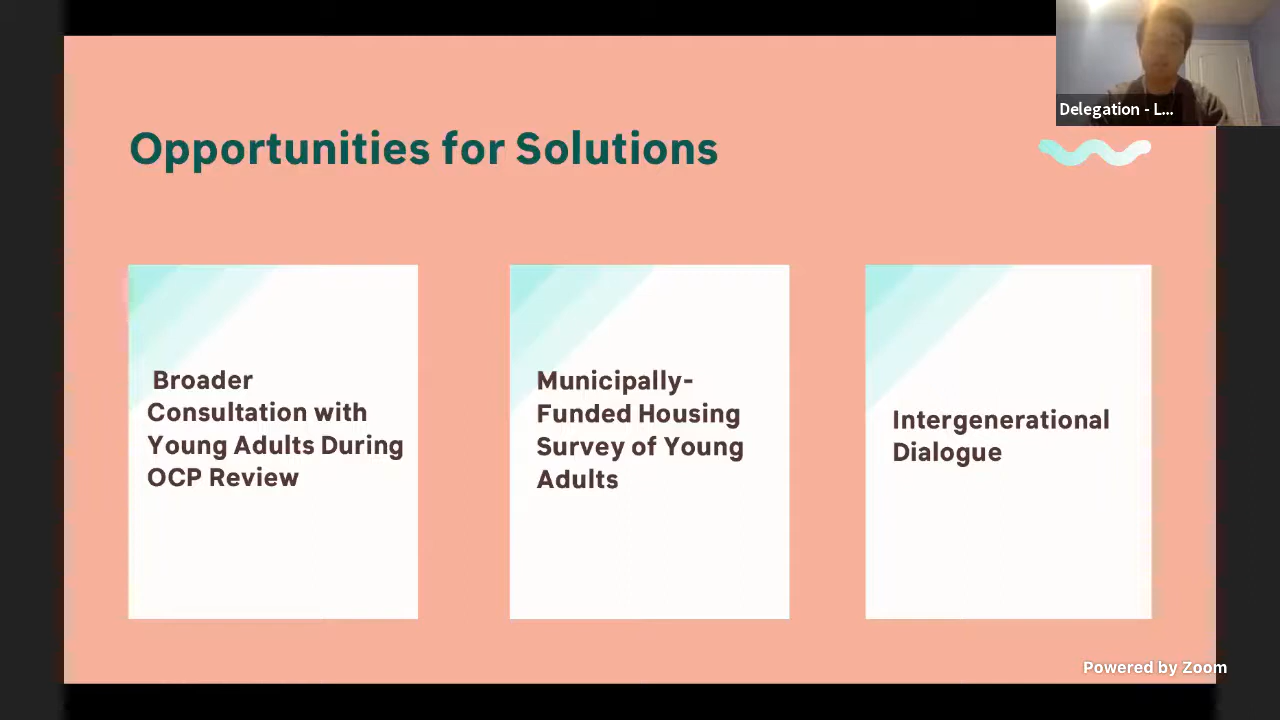 Delegation - L...
Opportunities for Solutions
Broader
Consultation with
Young Adults During
OCP Review
Municipally-
Funded Housing
Survey of Young
Adults
Intergenerational
Dialogue
Powered by Zoom